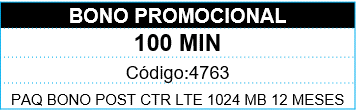 BONO PROMOCIONAL
100 MIN
Código:4763
PAQ BONO POST CTR LTE 1024 MB 12 MESES